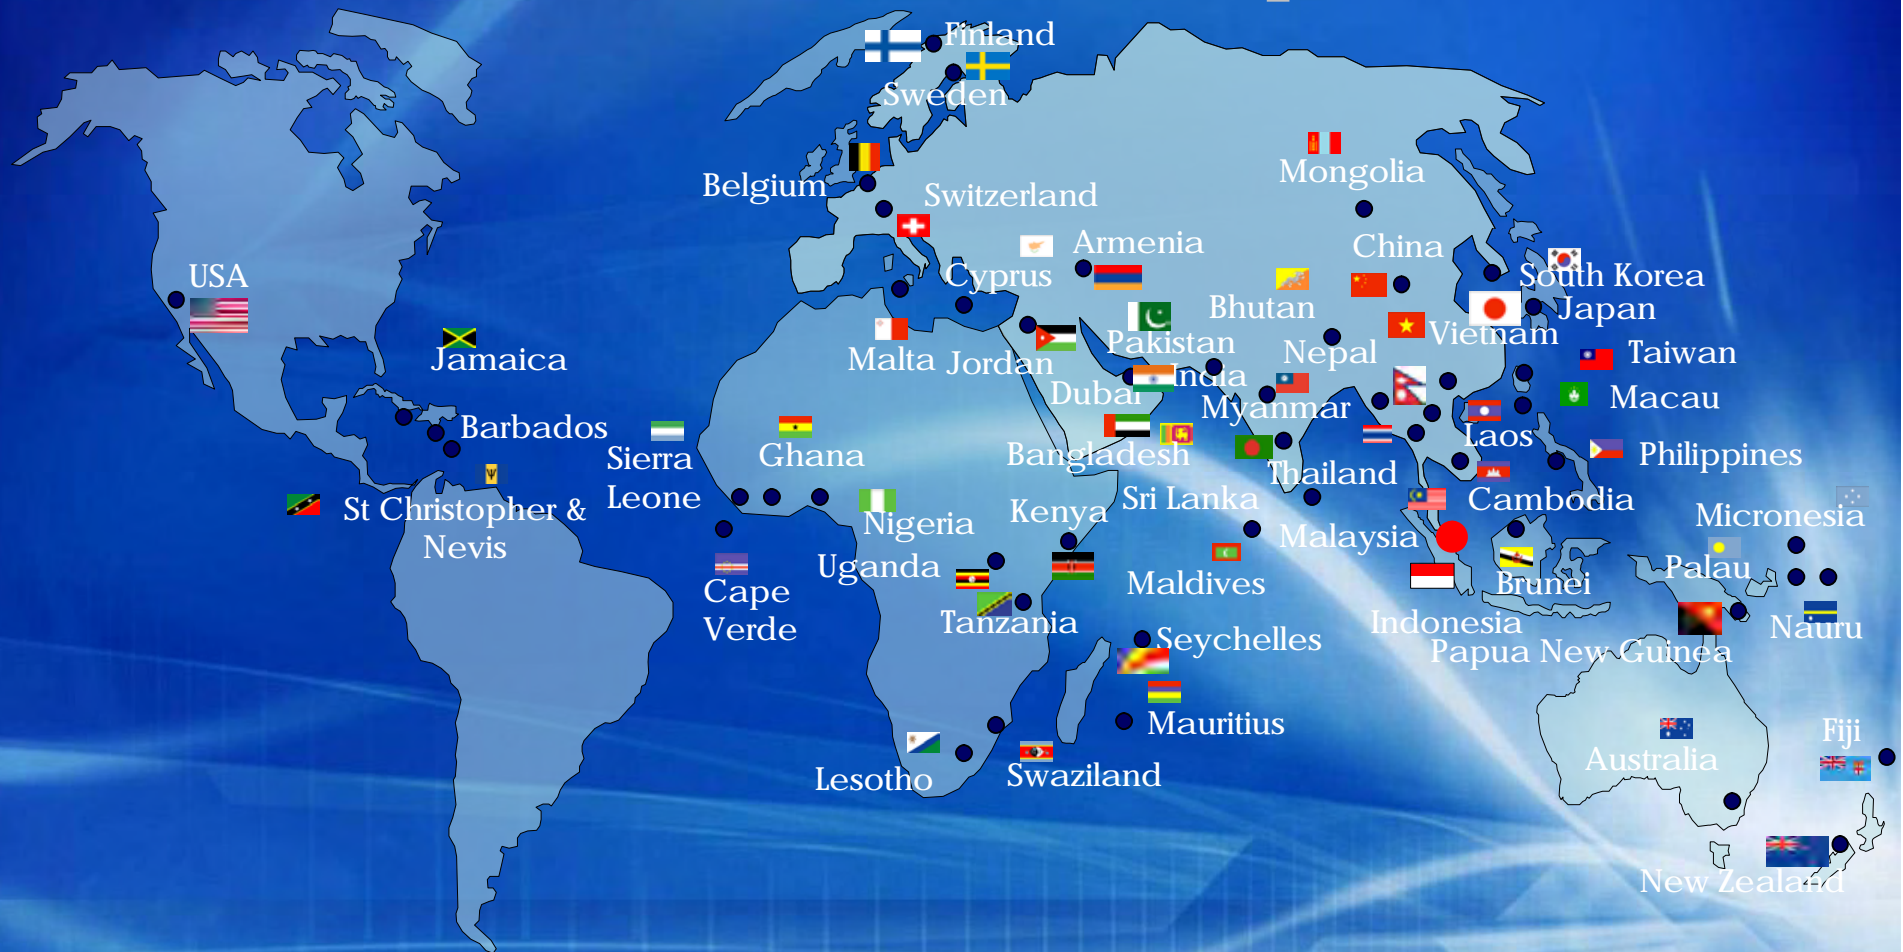 Finland
Sweden
Belgium
Switzerland
Mongolia
Armenia
China
USA
Cyprus
South Korea
Bhutan
Japan
Vietnam
Jamaica
Malta
Jordan
Pakistan
Nepal
Taiwan
Dubai
India
Macau
Myanmar
Barbados
Laos
Sierra
Leone
Ghana
Bangladesh
Philippines
Thailand
St Christopher &
Nevis
Kenya
Sri Lanka
Cambodia
Micronesia
Nigeria
Malaysia
Uganda
Palau
Cape
Verde
Maldives
Brunei
Tanzania
Indonesia
Nauru
Seychelles
Papua New Guinea
Mauritius
Fiji
Australia
Lesotho
Swaziland
New Zealand